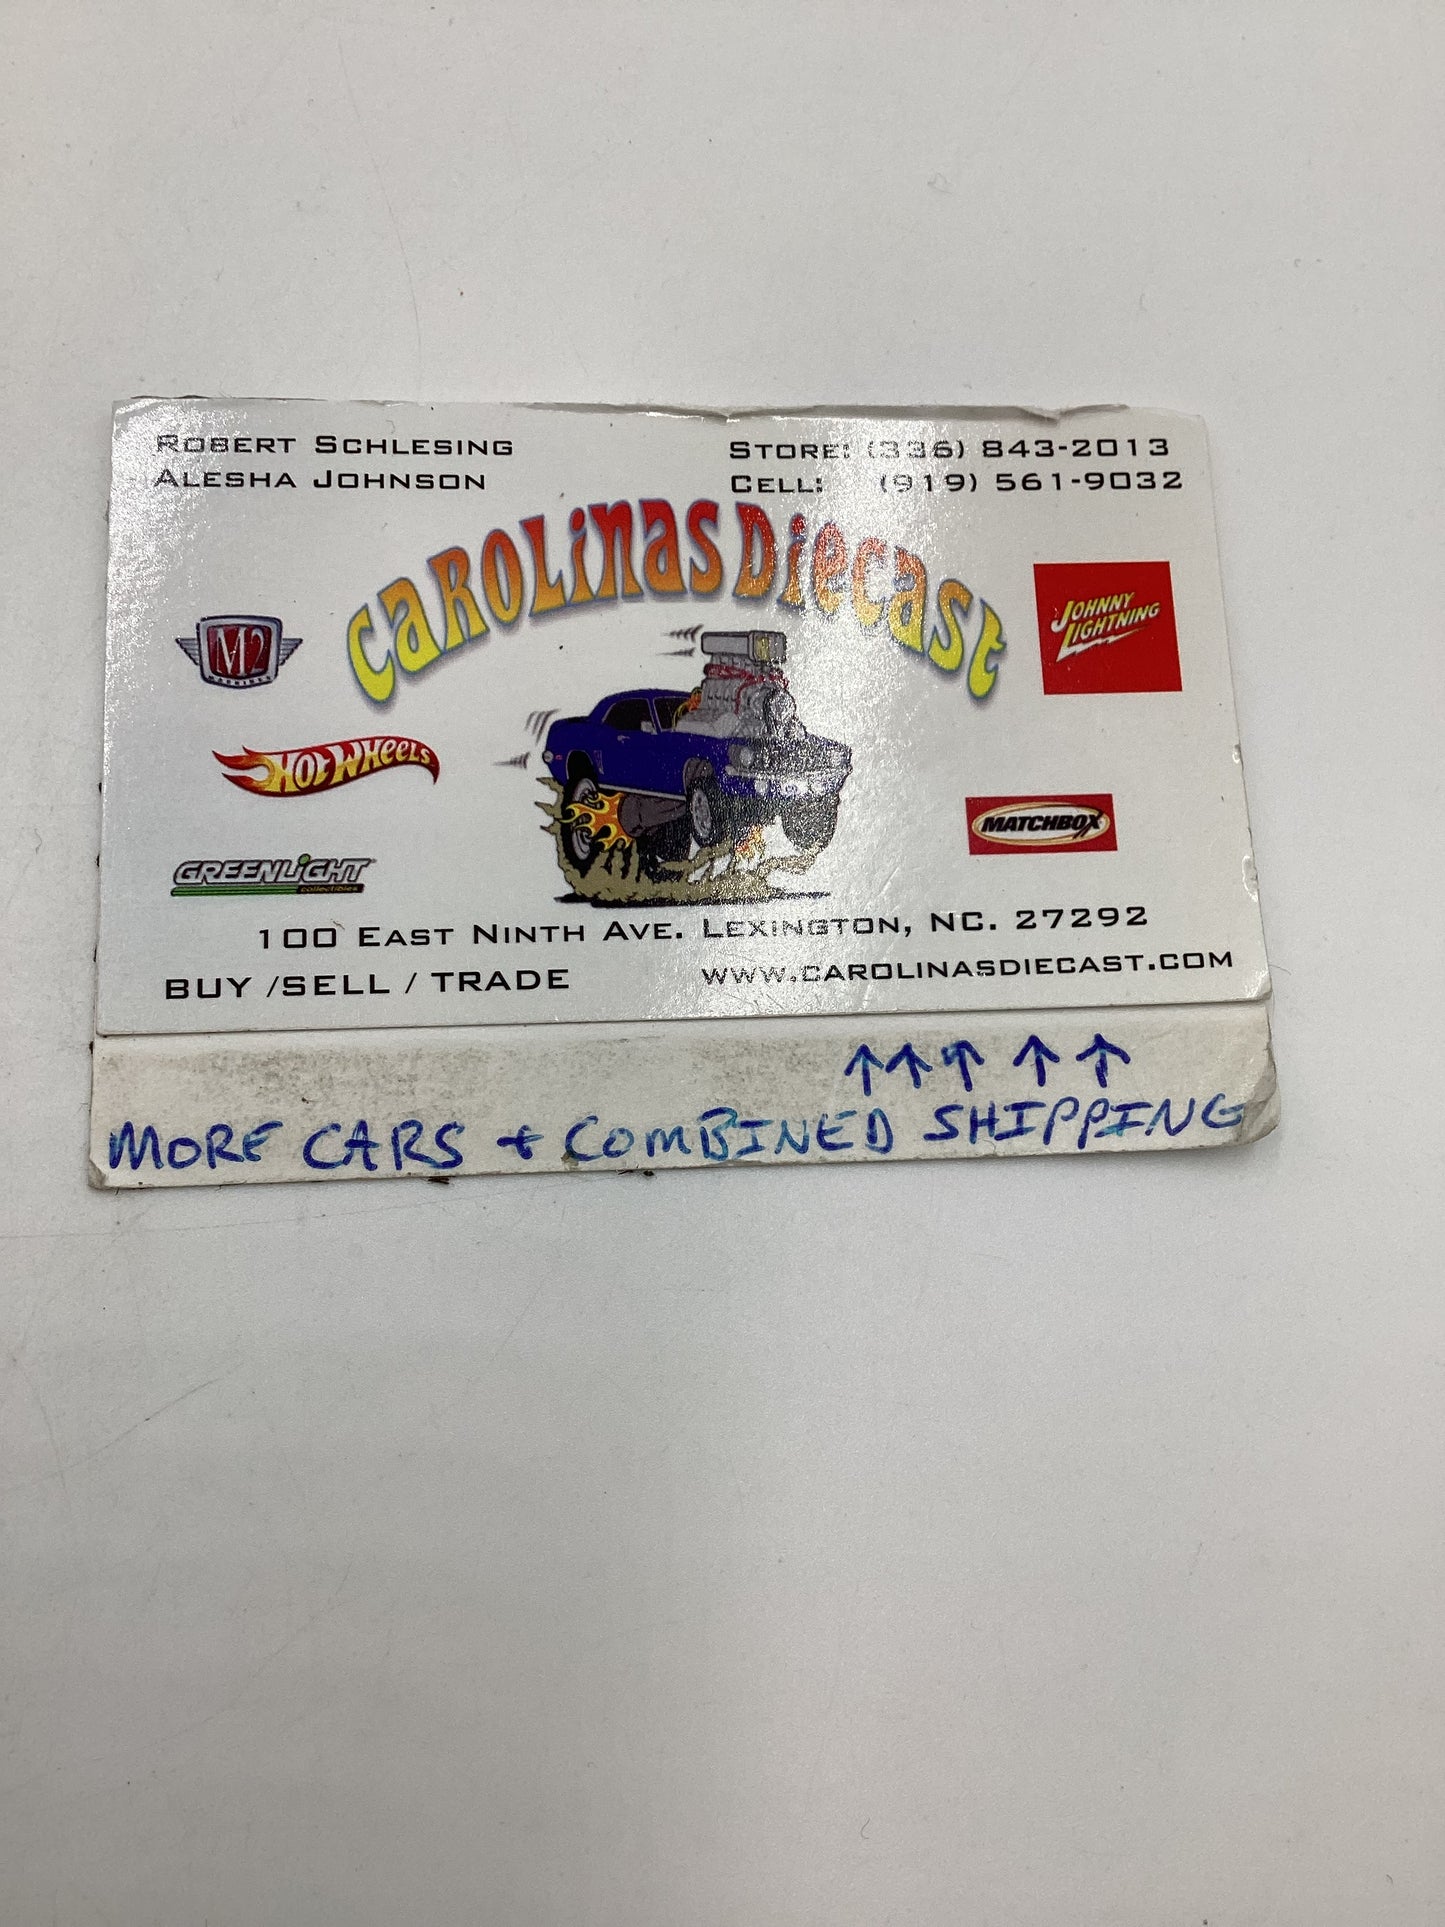 ROBERT SCHLESING
ALESHA JOHNSON
STORE: (336) 843-2013
CELL: (919) 561-9032
CAROLINAS DIECAST
M2
MACHINES
JOHNNY
LIGHTNING
HOT WHEELS
MATCHBOX
GREENLIGHT
collectibles
100 EAST NINTH AVE. LEXINGTON, NC. 27292
BUY /SELL / TRADE
WWW.CAROLINASDIECAST.COM
↑ ↑ ↑ ↑ ↑
MORE CARS + COMBINED SHIPPING